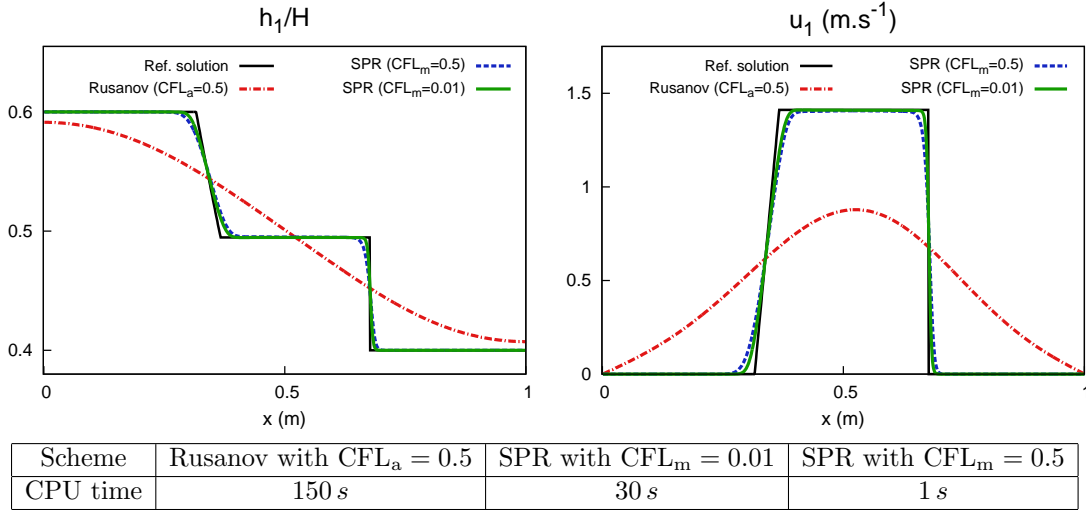 h₁/H
Ref. solution
Rusanov (CFLₐ=0.5)
SPR (CFLₘ=0.5)
SPR (CFLₘ=0.01)
0.6
0.5
0.4
0
0.5
1
x (m)
u₁ (m.s⁻¹)
Ref. solution
Rusanov (CFLₐ=0.5)
SPR (CFLₘ=0.5)
SPR (CFLₘ=0.01)
1.5
1
0.5
0
0
0.5
1
x (m)
Scheme Rusanov with CFLₐ = 0.5 SPR with CFLₘ = 0.01 SPR with CFLₘ = 0.5
CPU time 150 s 30 s 1 s